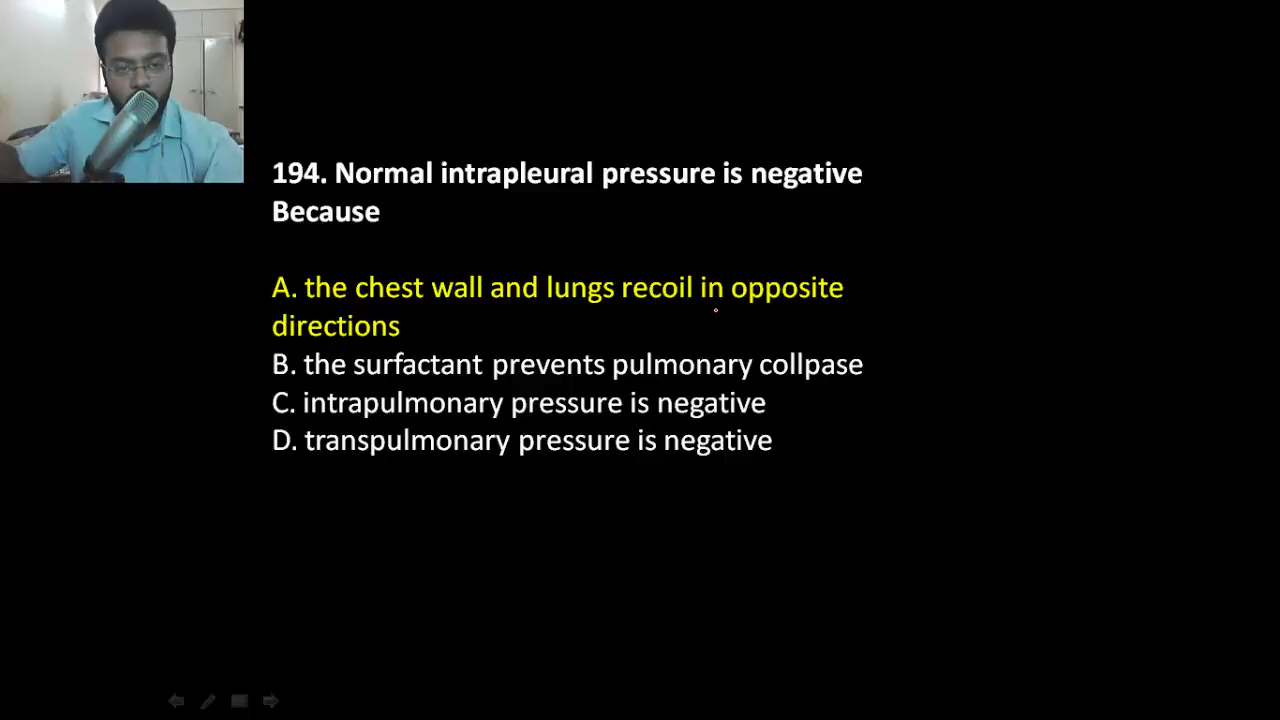 194. Normal intrapleural pressure is negative
Because
A. the chest wall and lungs recoil in opposite
directions
B. the surfactant prevents pulmonary collpase
C. intrapulmonary pressure is negative
D. transpulmonary pressure is negative